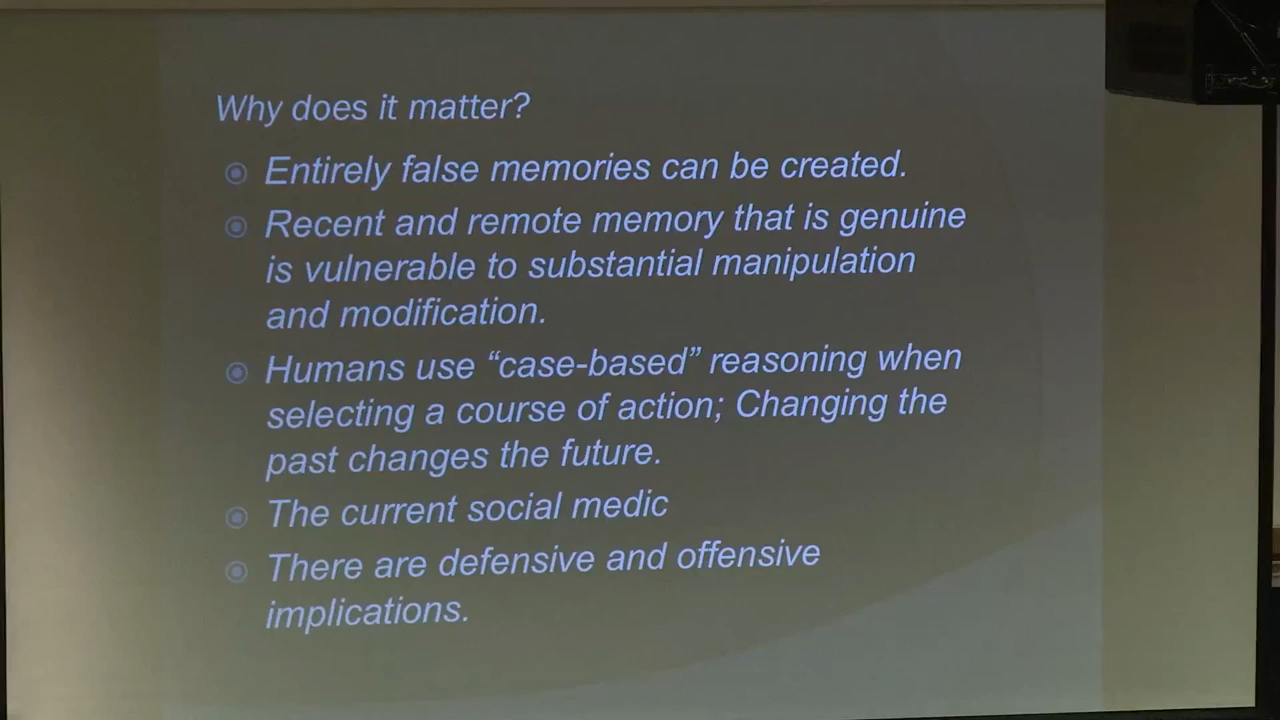 Why does it matter?
Entirely false memories can be created.
Recent and remote memory that is genuine
is vulnerable to substantial manipulation
and modification.
Humans use “case-based” reasoning when
selecting a course of action; Changing the
past changes the future.
The current social medic
There are defensive and offensive
implications.